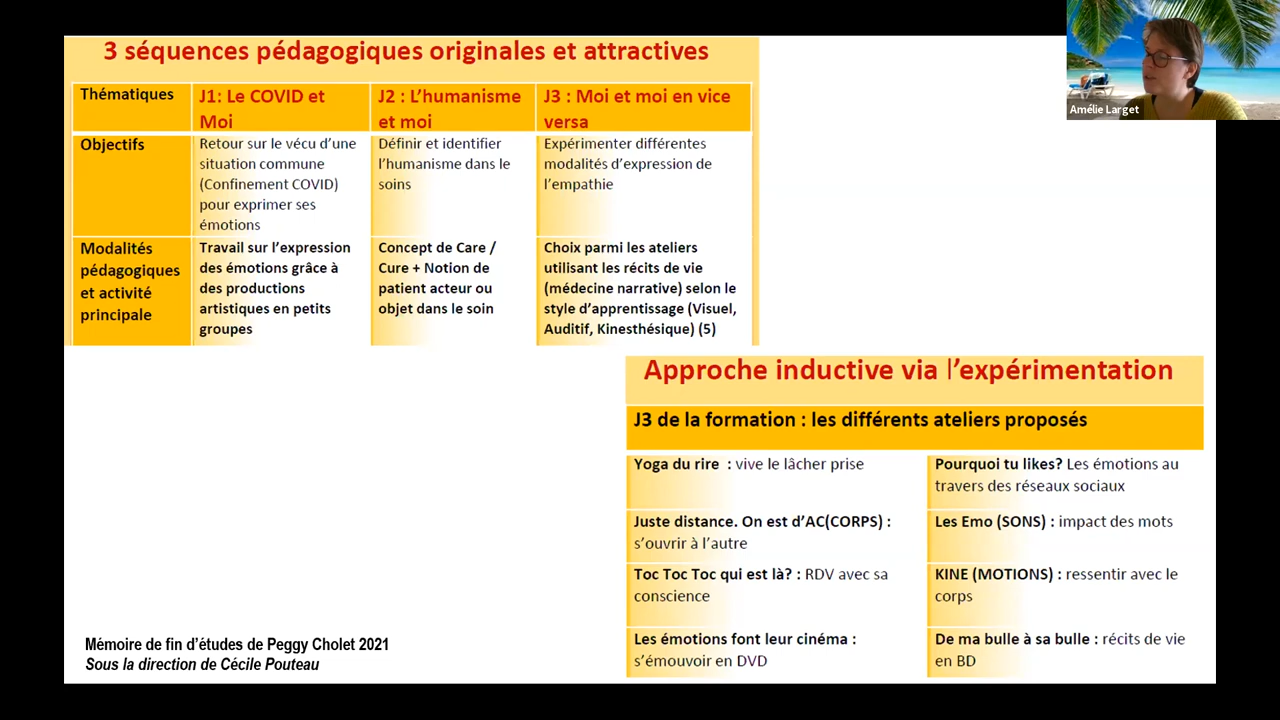 Amélie Larget
3 séquences pédagogiques originales et attractives
Thématiques
J1: Le COVID et
Moi
J2 : L’humanisme
et moi
J3 : Moi et moi en vice
versa
Objectifs
Retour sur le vécu d’une
situation commune
(Confinement COVID)
pour exprimer ses
émotions
Définir et identifier
l’humanisme dans le
soins
Expérimenter différentes
modalités d’expression de
l’empathie
Modalités
pédagogiques
et activité
principale
Travail sur l’expression
des émotions grâce à
des productions
artistiques en petits
groupes
Concept de Care /
Cure + Notion de
patient acteur ou
objet dans le soin
Choix parmi les ateliers
utilisant les récits de vie
(médecine narrative) selon le
style d’apprentissage (Visuel,
Auditif, Kinesthésique) (5)
Approche inductive via l’expérimentation
J3 de la formation : les différents ateliers proposés
Yoga du rire : vive le lâcher prise
Pourquoi tu likes? Les émotions au
travers des réseaux sociaux
Juste distance. On est d’AC(CORPS) :
s’ouvrir à l’autre
Les Emo (SONS) : impact des mots
Toc Toc Toc qui est là? : RDV avec sa
conscience
KINE (MOTIONS) : ressentir avec le
corps
Les émotions font leur cinéma :
s’émouvoir en DVD
De ma bulle à sa bulle : récits de vie
en BD
Mémoire de fin d’études de Peggy Cholet 2021
Sous la direction de Cécile Pouteau